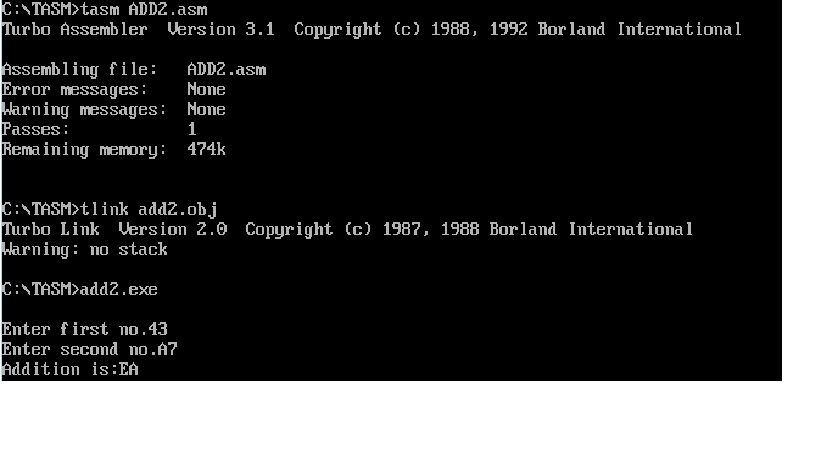 C:\TASM>tasm ADD2.asm
Turbo Assembler  Version 3.1  Copyright (c) 1988, 1992 Borland International
Assembling file:   ADD2.asm
Error messages:    None
Warning messages:  None
Passes:            1
Remaining memory:  474k
C:\TASM>tlink add2.obj
Turbo Link  Version 2.0  Copyright (c) 1987, 1988 Borland International
Warning: no stack
C:\TASM>add2.exe
Enter first no.43
Enter second no.A7
Addition is:EA